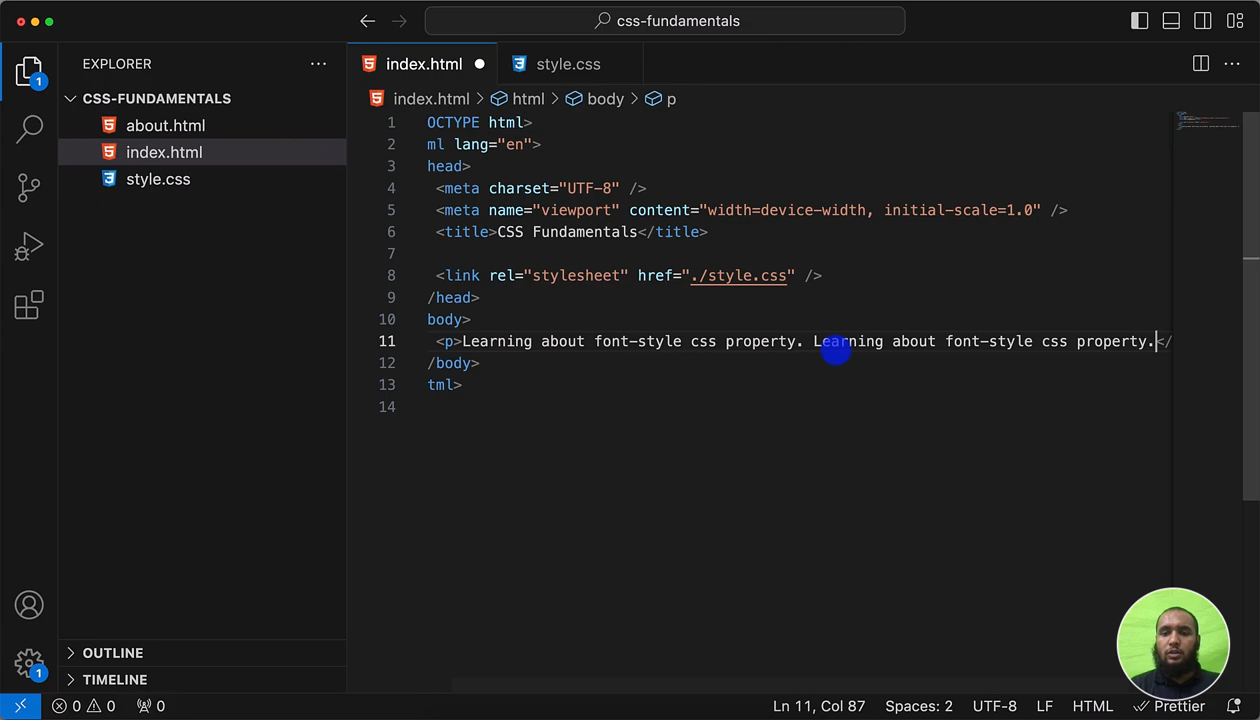 css-fundamentals
EXPLORER
index.html
style.css
CSS-FUNDAMENTALS
index.html > html > body > p
about.html
index.html
style.css
1 OCTYPE html>
2 ml lang="en">
3 head>
4 <meta charset="UTF-8" />
5 <meta name="viewport" content="width=device-width, initial-scale=1.0" />
6 <title>CSS Fundamentals</title>
7
8 <link rel="stylesheet" href="./style.css" />
9 /head>
10 body>
11 <p>Learning about font-style css property. Learning about font-style css property.</
12 /body>
13 tml>
14
1
1
OUTLINE
TIMELINE
0 0 0
Ln 11, Col 87
Spaces: 2
UTF-8
LF
HTML
Prettier